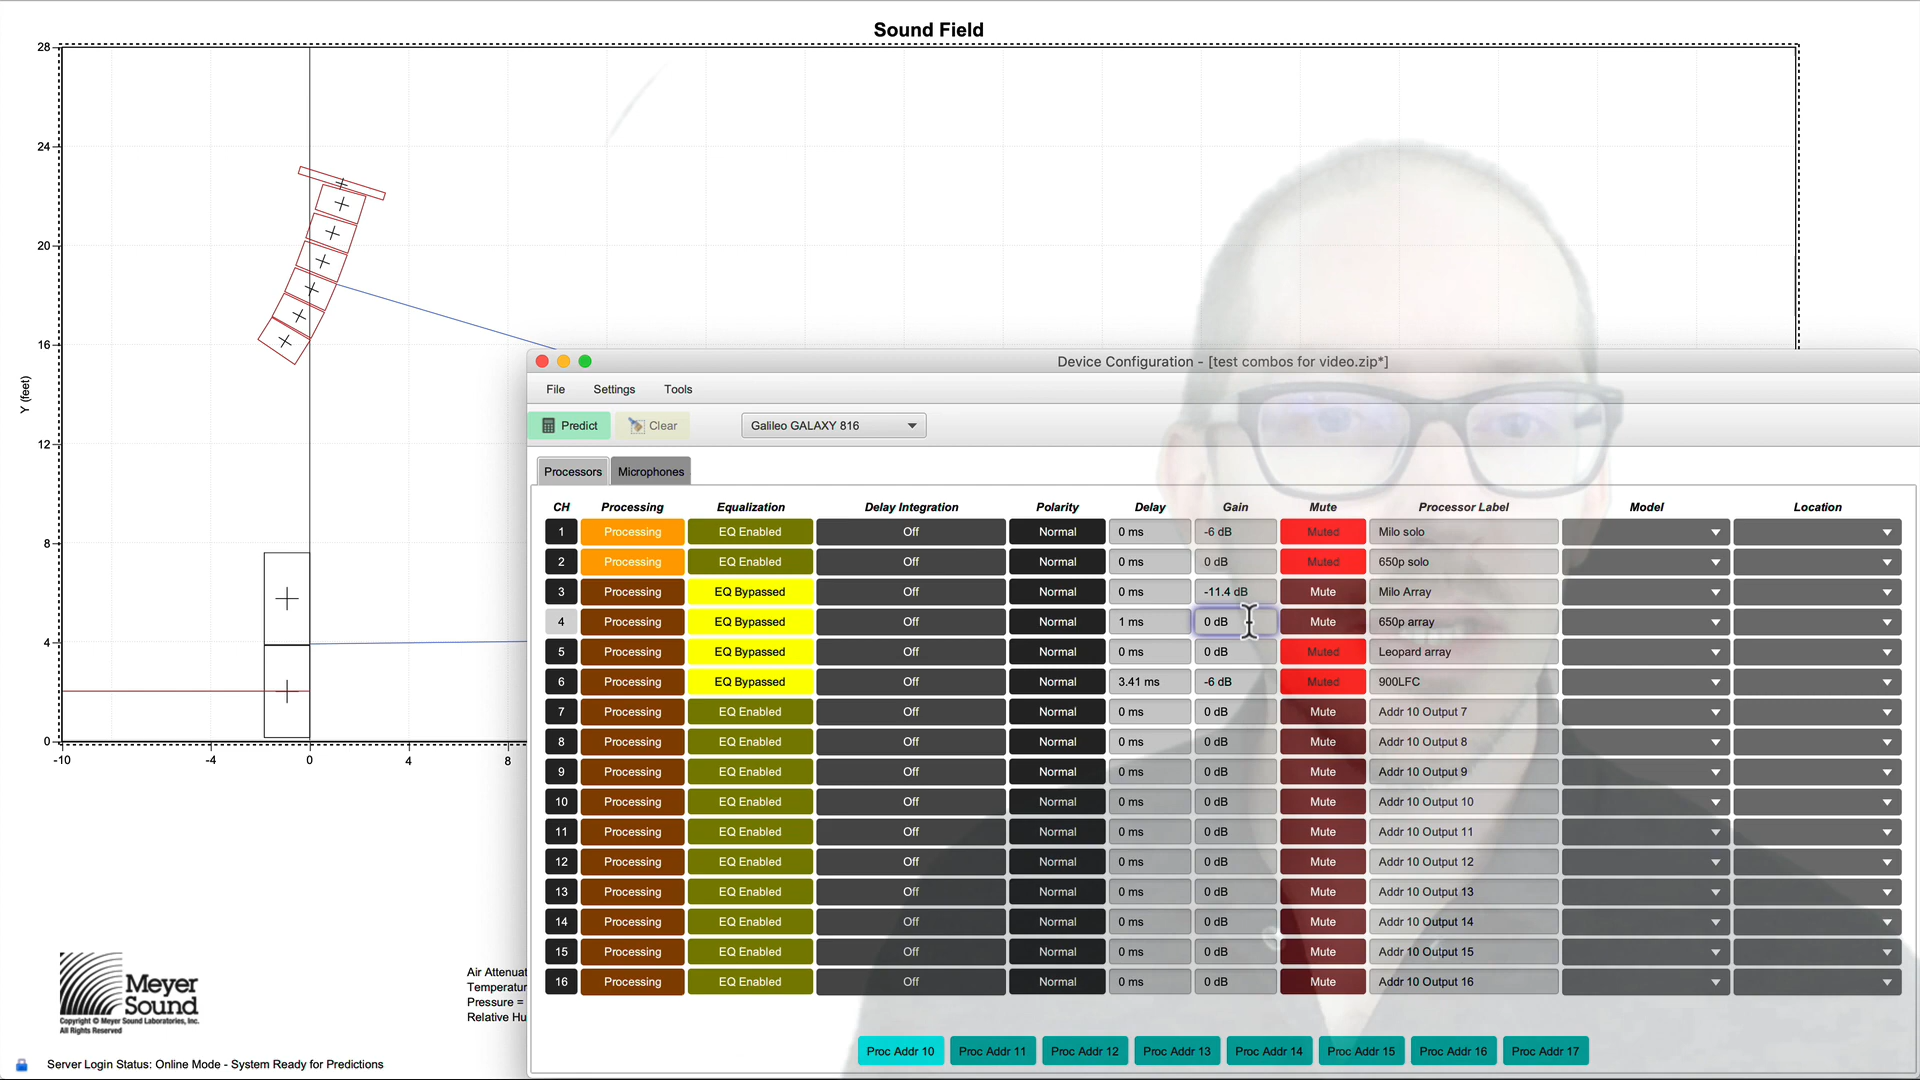 Sound Field
28
24
20
16
12
8
4
0
Y (feet)
-10 -4 0 4 8
Device Configuration - [test combos for video.zip*]
File Settings Tools
Predict Clear Galileo GALAXY 816
Processors Microphones
CH Processing Equalization Delay Integration Polarity Delay Gain Mute Processor Label Model Location
1 Processing EQ Enabled Off Normal 0 ms -6 dB Muted Milo solo
2 Processing EQ Enabled Off Normal 0 ms 0 dB Muted 650p solo
3 Processing EQ Bypassed Off Normal 0 ms -11.4 dB Mute Milo Array
4 Processing EQ Bypassed Off Normal 1 ms 0 dB Mute 650p array
5 Processing EQ Bypassed Off Normal 0 ms 0 dB Muted Leopard array
6 Processing EQ Bypassed Off Normal 3.41 ms -6 dB Muted 900LFC
7 Processing EQ Enabled Off Normal 0 ms 0 dB Mute Addr 10 Output 7
8 Processing EQ Enabled Off Normal 0 ms 0 dB Mute Addr 10 Output 8
9 Processing EQ Enabled Off Normal 0 ms 0 dB Mute Addr 10 Output 9
10 Processing EQ Enabled Off Normal 0 ms 0 dB Mute Addr 10 Output 10
11 Processing EQ Enabled Off Normal 0 ms 0 dB Mute Addr 10 Output 11
12 Processing EQ Enabled Off Normal 0 ms 0 dB Mute Addr 10 Output 12
13 Processing EQ Enabled Off Normal 0 ms 0 dB Mute Addr 10 Output 13
14 Processing EQ Enabled Off Normal 0 ms 0 dB Mute Addr 10 Output 14
15 Processing EQ Enabled Off Normal 0 ms 0 dB Mute Addr 10 Output 15
16 Processing EQ Enabled Off Normal 0 ms 0 dB Mute Addr 10 Output 16
Proc Addr 10 Proc Addr 11 Proc Addr 12 Proc Addr 13 Proc Addr 14 Proc Addr 15 Proc Addr 16 Proc Addr 17
Meyer
Sound
Copyright © Meyer Sound Laboratories, Inc.
All Rights Reserved
Air Attenuat
Temperatur
Pressure =
Relative Hu
Server Login Status: Online Mode - System Ready for Predictions